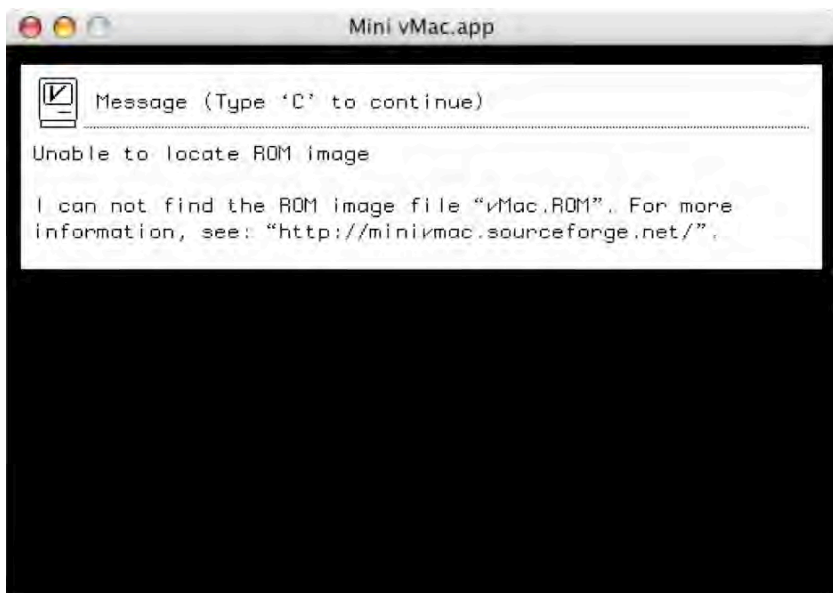 Mini vMac.app
Message (Type ‘C’ to continue)
Unable to locate ROM image
I can not find the ROM image file “vMac.ROM”. For more
information, see: “http://minivmac.sourceforge.net/”.